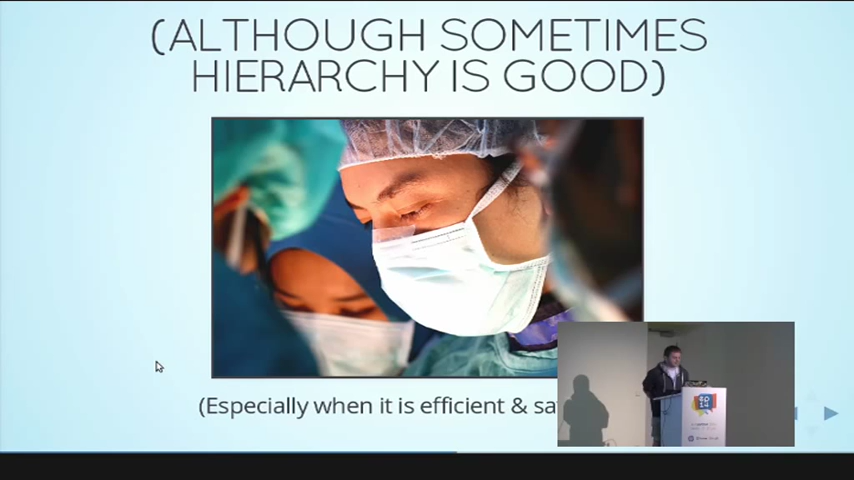 (ALTHOUGH SOMETIMES
HIERARCHY IS GOOD)
(Especially when it is efficient &